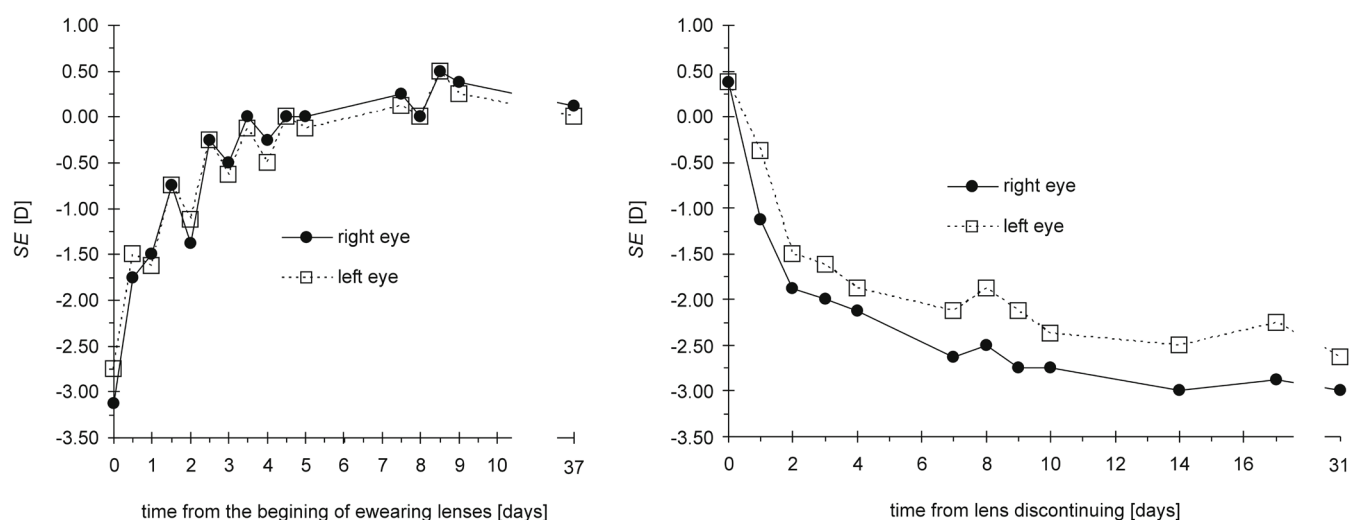 1.00
0.50
0.00
-0.50
-1.00
-1.50
-2.00
-2.50
-3.00
-3.50
SE [D]
right eye
left eye
0 1 2 3 4 5 6 7 8 9 10 37
time from the begining of ewearing lenses [days]
1.00
0.50
0.00
-0.50
-1.00
-1.50
-2.00
-2.50
-3.00
-3.50
SE [D]
right eye
left eye
0 2 4 6 8 10 12 14 16 31
time from lens discontinuing [days]